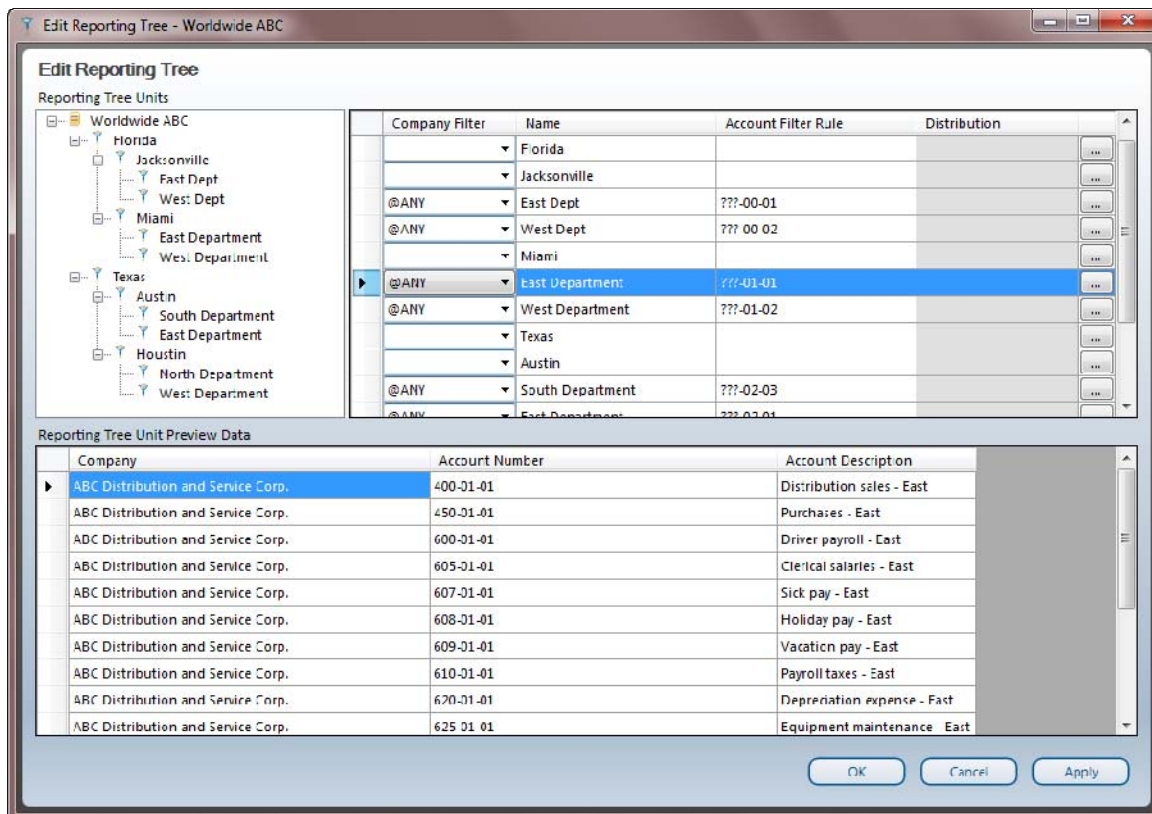 Edit Reporting Tree - Worldwide ABC
Edit Reporting Tree
Reporting Tree Units
Worldwide ABC
Florida
Jacksonville
East Dept
West Dept
Miami
East Department
West Department
Texas
Austin
South Department
East Department
Houstin
North Department
West Department
Company Filter Name Account Filter Rule Distribution
Florida ...
Jacksonville ...
@ANY East Dept ???-00-01 ...
@ANY West Dept ???-00-02 ...
Miami ...
@ANY East Department ???-01-01 ...
@ANY West Department ???-01-02 ...
Texas ...
Austin ...
@ANY South Department ???-02-03 ...
@ANY East Department ???-02-01
Reporting Tree Unit Preview Data
Company Account Number Account Description
ABC Distribution and Service Corp. 400-01-01 Distribution sales - East
ABC Distribution and Service Corp. 450-01-01 Purchases - East
ABC Distribution and Service Corp. 600-01-01 Driver payroll - East
ABC Distribution and Service Corp. 605-01-01 Clerical salaries - East
ABC Distribution and Service Corp. 607-01-01 Sick pay - East
ABC Distribution and Service Corp. 608-01-01 Holiday pay - East
ABC Distribution and Service Corp. 609-01-01 Vacation pay - East
ABC Distribution and Service Corp. 610-01-01 Payroll taxes - East
ABC Distribution and Service Corp. 620-01-01 Depreciation expense - East
ABC Distribution and Service Corp. 625-01-01 Equipment maintenance - East
OK Cancel Apply